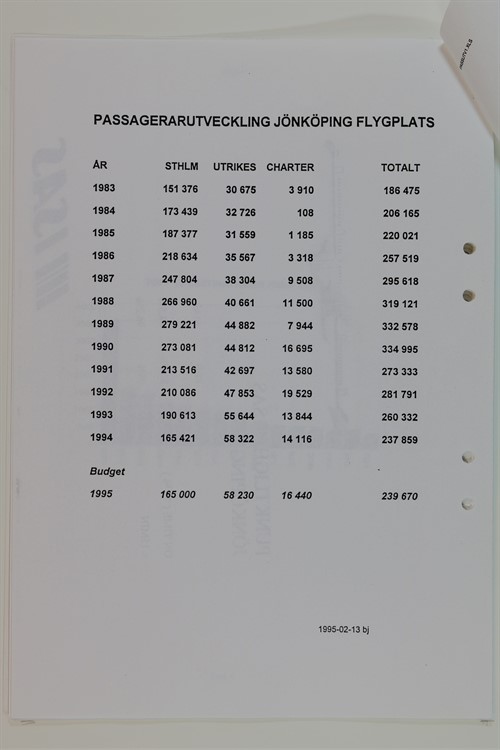 PASSAGERARUTVECKLING JÖNKÖPING FLYGPLATS
ÅR STHLM UTRIKES CHARTER TOTALT
1983 151 376 30 675 3 910 186 475
1984 173 439 32 726 108 206 165
1985 187 377 31 559 1 185 220 021
1986 218 634 35 567 3 318 257 519
1987 247 804 38 304 9 508 295 618
1988 266 960 40 661 11 500 319 121
1989 279 221 44 882 7 944 332 578
1990 273 081 44 812 16 695 334 995
1991 213 516 42 697 13 580 273 333
1992 210 086 47 853 19 529 281 791
1993 190 613 55 644 13 844 260 332
1994 165 421 58 322 14 116 237 859
Budget
1995 165 000 58 230 16 440 239 670
1995-02-13 bj